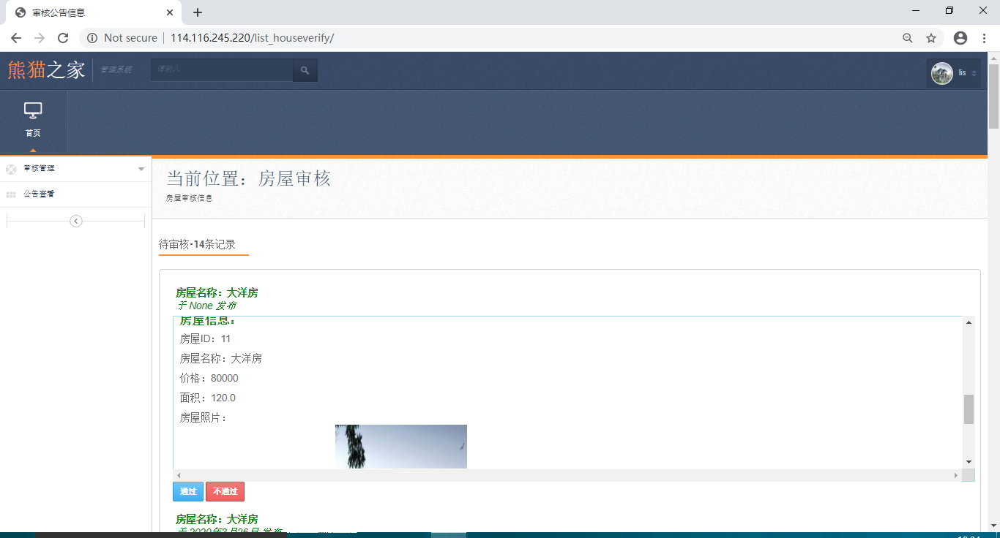 审核公告信息
Not secure
114.116.245.220/list_houseverify/
熊猫之家
管理系统
请输入
lis
首页
审核管理
公告查看
当前位置：房屋审核
房屋审核信息
待审核-14条记录
房屋名称：大洋房
于 None 发布
房屋信息：
房屋ID：11
房屋名称：大洋房
价格：80000
面积：120.0
房屋照片：
通过
不通过
房屋名称：大洋房
于 2020年3月26日 发布